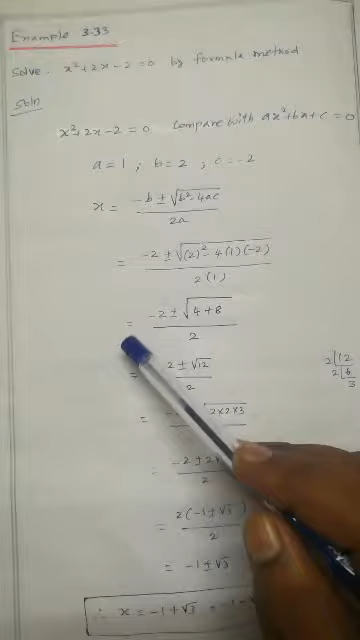 Example 3.33
Solve. x²+2x-2=0 by formula method
Soln
x²+2x-2=0 Compare with ax²+bx+c=0
a=1 ; b=2 ; c=-2
x = (-b±√(b²-4ac))/2a
= (-2±√((2)²-4(1)(-2)))/2(1)
= (-2±√(4+8))/2
= 2±√12/2
2|12
2|6
3
= - 2×2×3
= -2±2√ /2
= 2(-1±√3)/2
= -1±√3
∴ x=-1+√3 = -1-